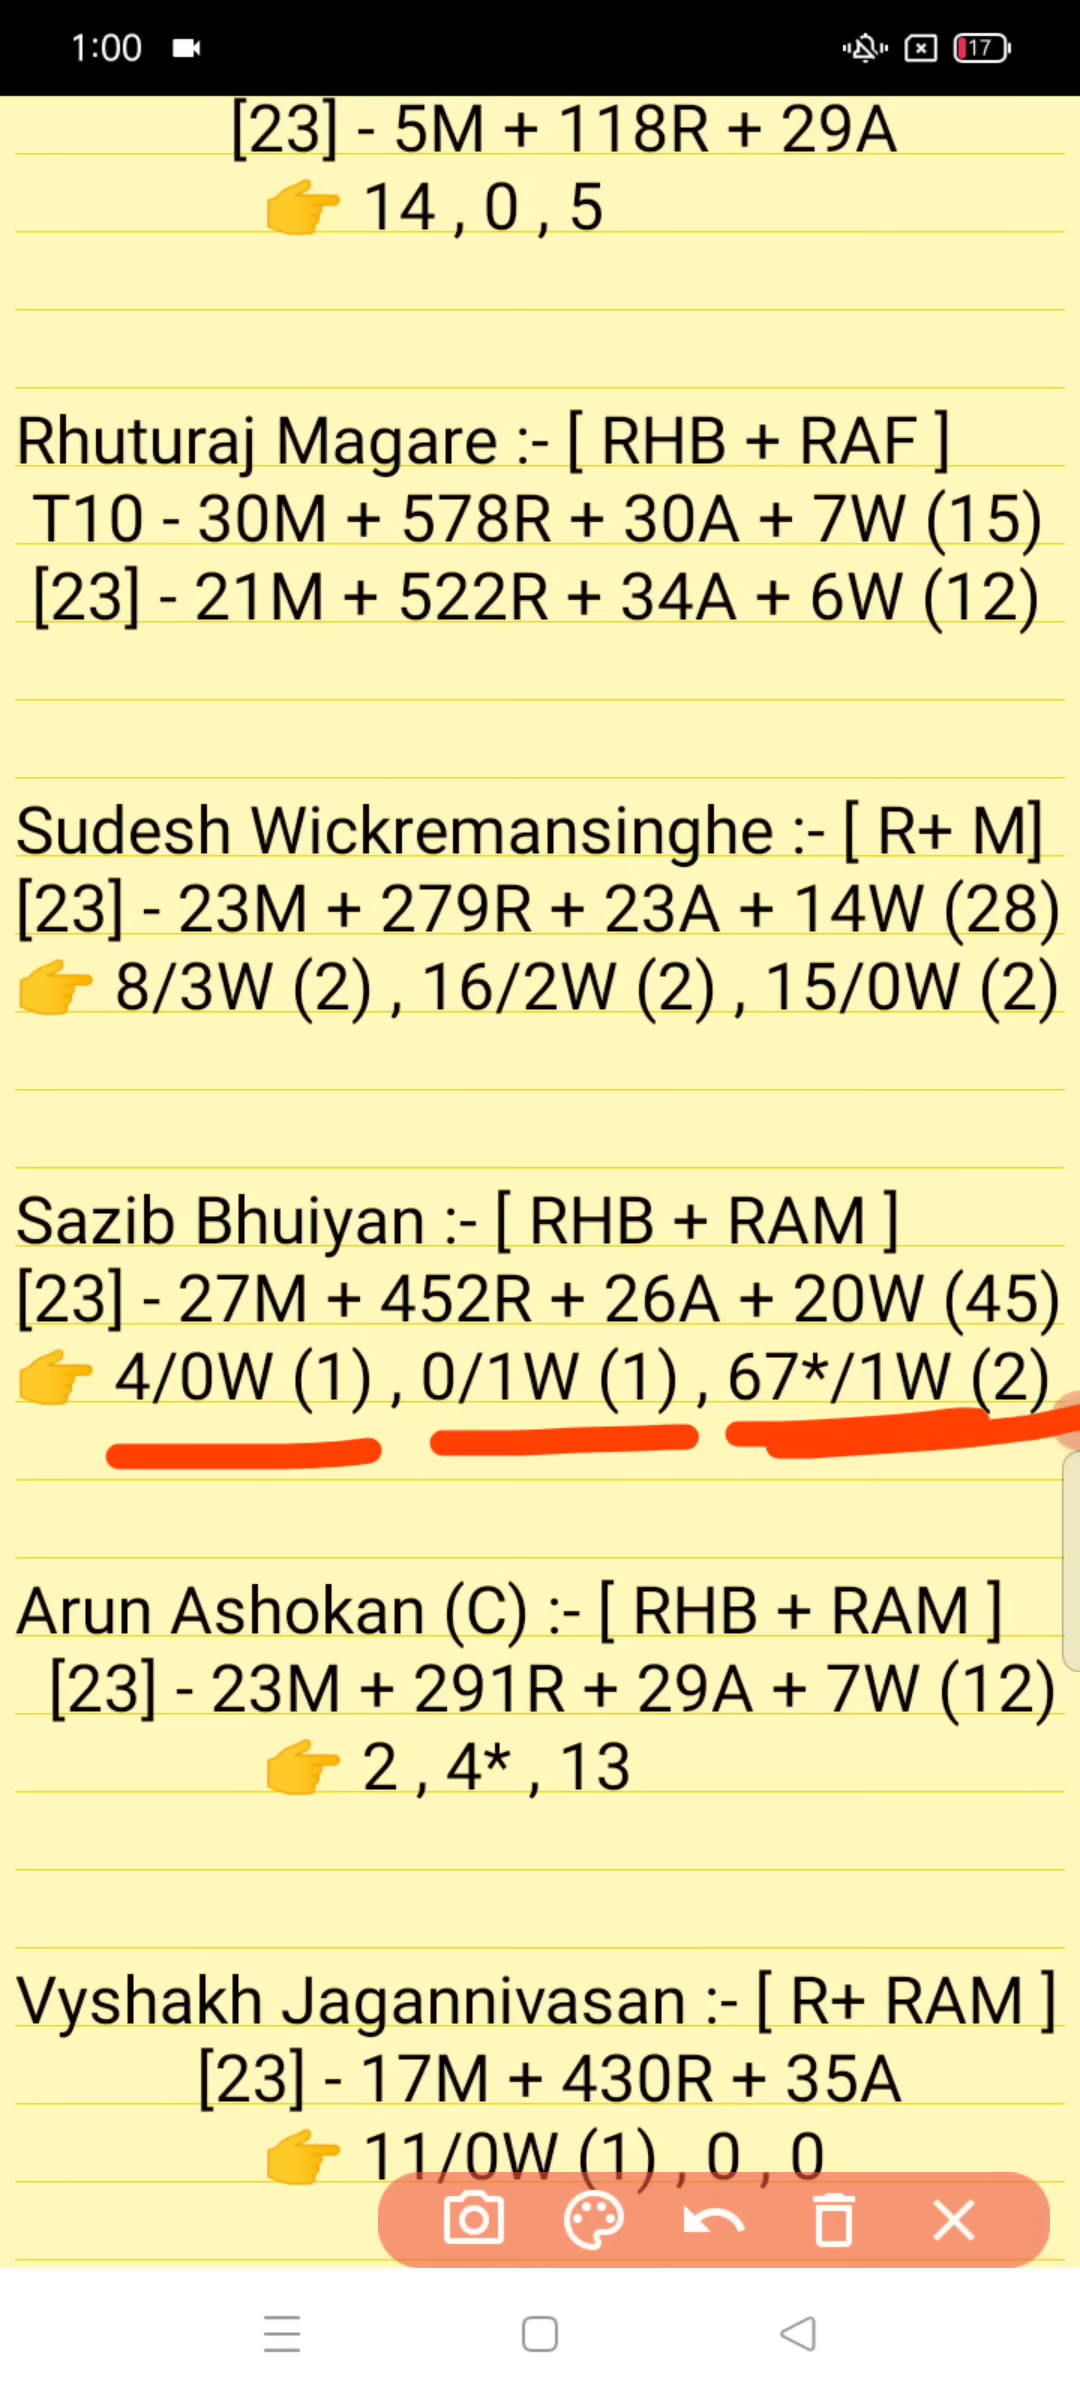 1:00
17
[23] - 5M + 118R + 29A
👉 14 , 0 , 5
Rhuturaj Magare :- [ RHB + RAF ]
T10 - 30M + 578R + 30A + 7W (15)
[23] - 21M + 522R + 34A + 6W (12)
Sudesh Wickremansinghe :- [ R+ M]
[23] - 23M + 279R + 23A + 14W (28)
👉 8/3W (2) , 16/2W (2) , 15/0W (2)
Sazib Bhuiyan :- [ RHB + RAM ]
[23] - 27M + 452R + 26A + 20W (45)
👉 4/0W (1) , 0/1W (1) , 67*/1W (2)
Arun Ashokan (C) :- [ RHB + RAM ]
[23] - 23M + 291R + 29A + 7W (12)
👉 2 , 4* , 13
Vyshakh Jagannivasan :- [ R+ RAM ]
[23] - 17M + 430R + 35A
👉 11/0W (1) , 0 , 0